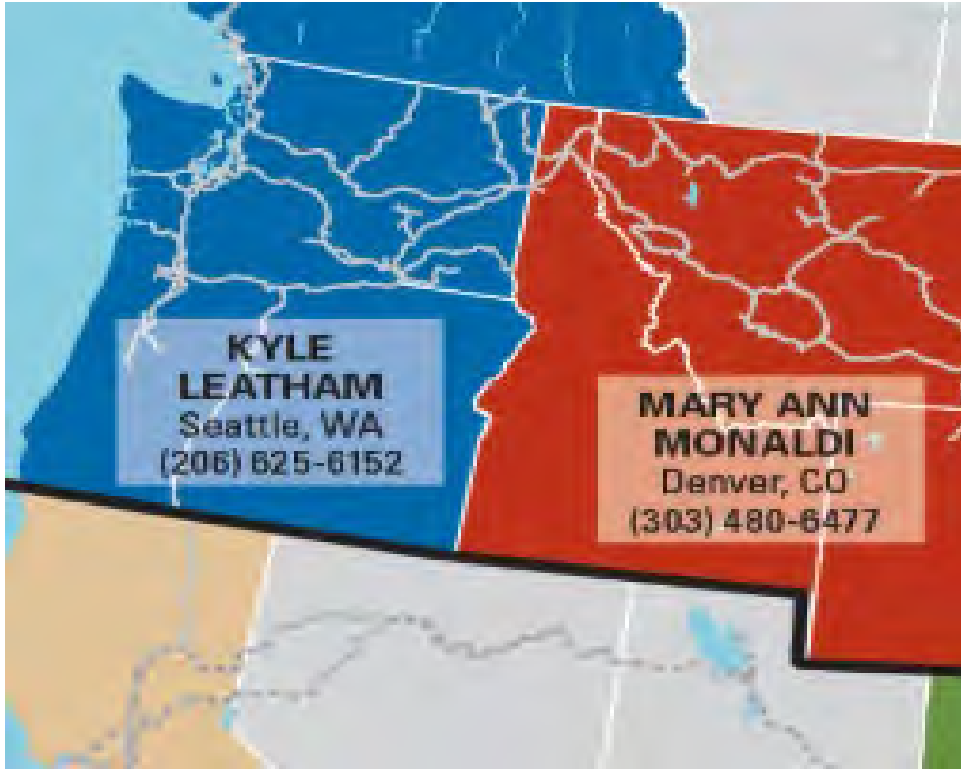 KYLE
LEATHAM
Seattle, WA
(206) 625-6152
MARY ANN
MONALDI
Denver, CO
(303) 480-6477